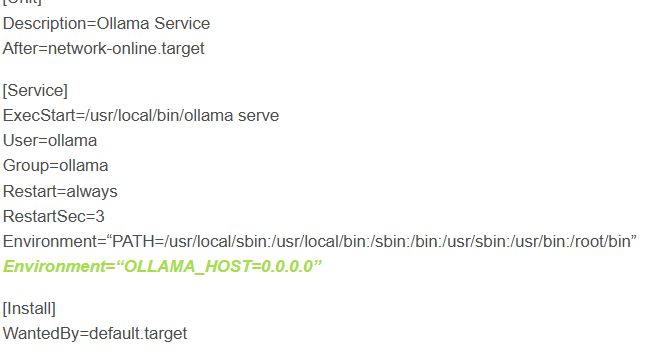 [Unit]
Description=Ollama Service
After=network-online.target
[Service]
ExecStart=/usr/local/bin/ollama serve
User=ollama
Group=ollama
Restart=always
RestartSec=3
Environment=“PATH=/usr/local/sbin:/usr/local/bin:/sbin:/bin:/usr/sbin:/usr/bin:/root/bin”
Environment=“OLLAMA_HOST=0.0.0.0”
[Install]
WantedBy=default.target